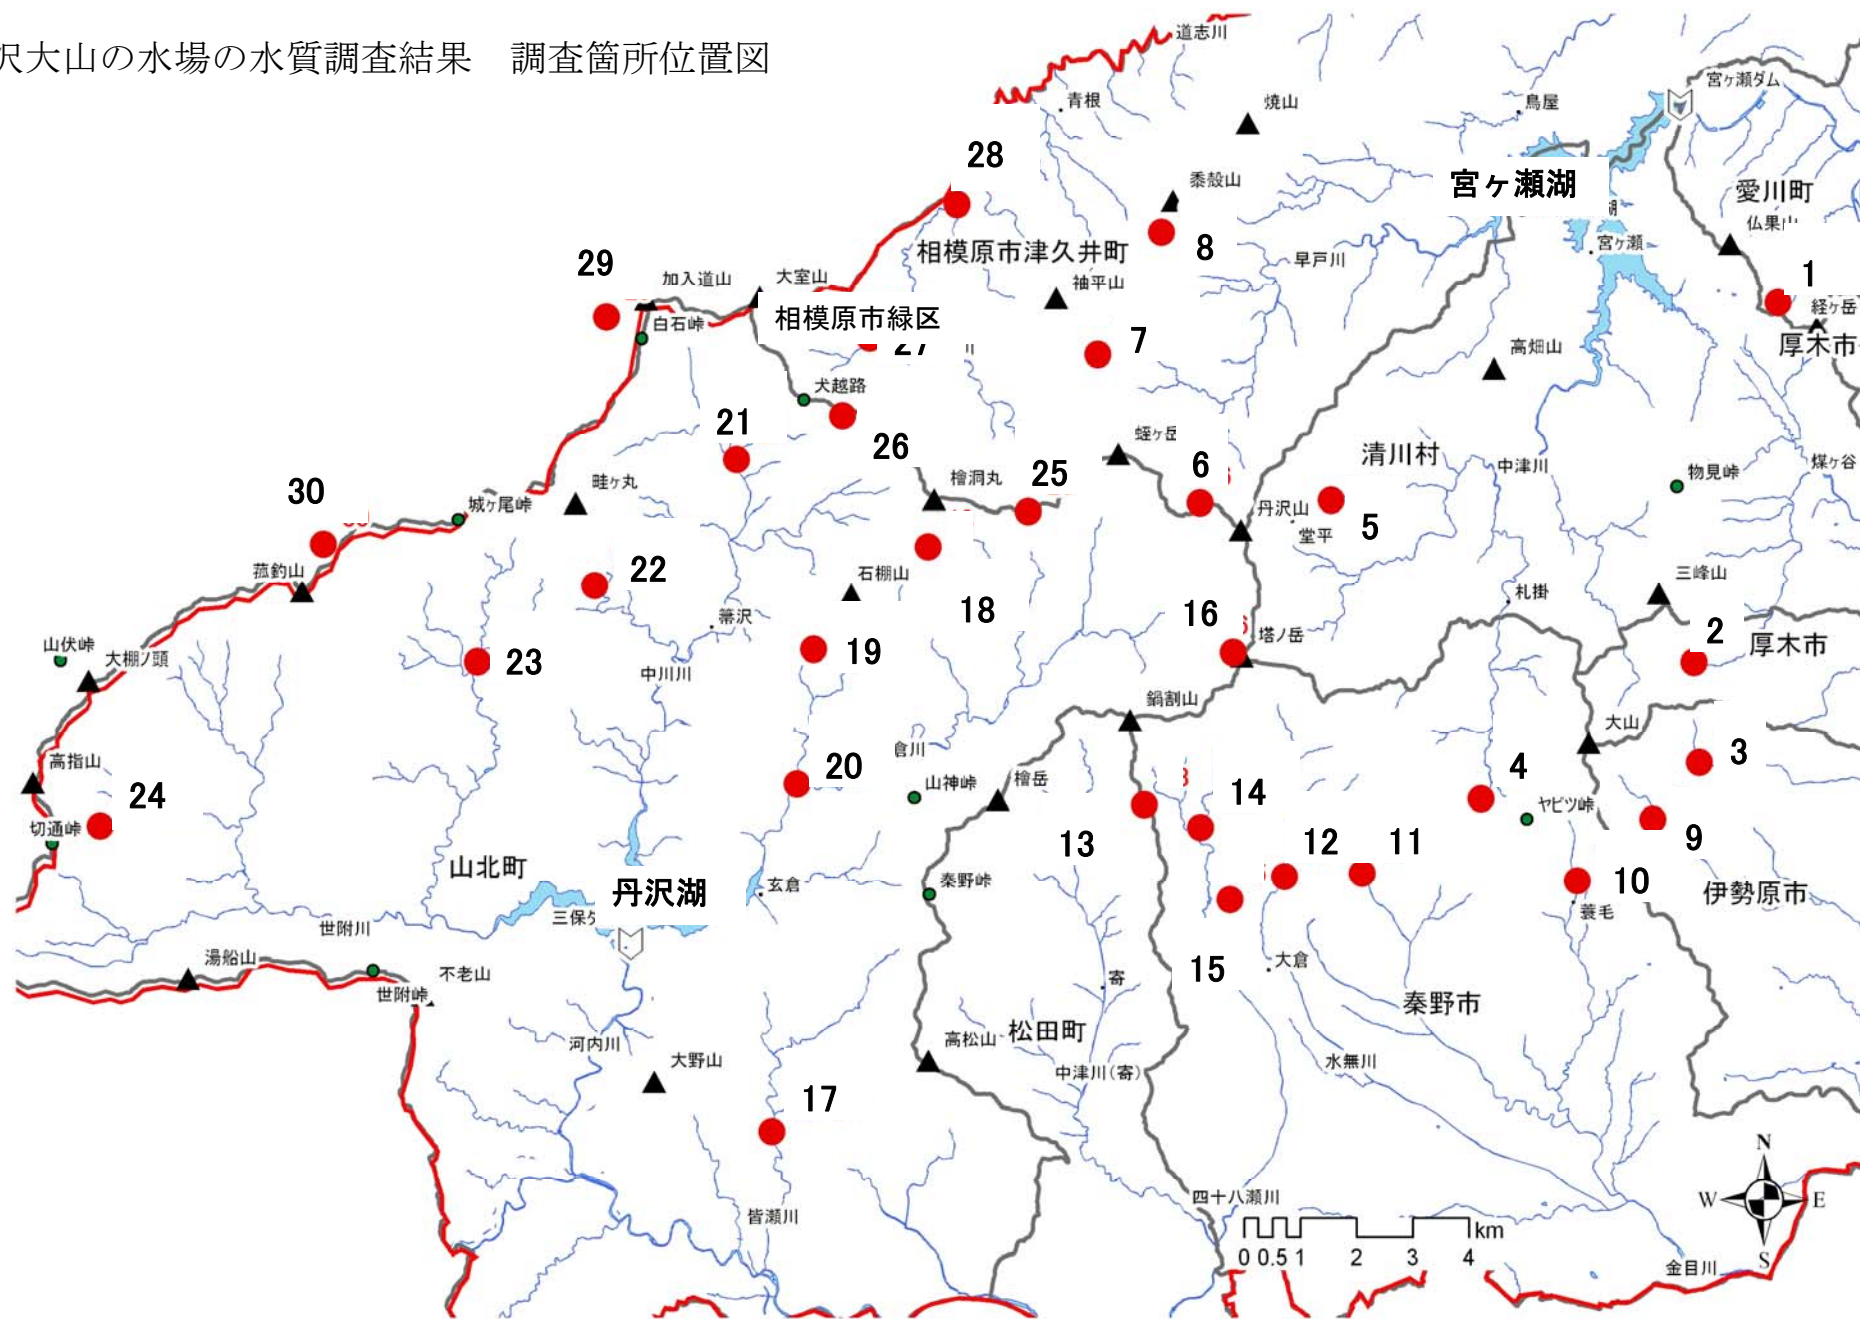 沢大山の水場の水質調査結果　調査箇所位置図
道志川
宮ヶ瀬ダム
青根
焼山
鳥屋
28
黍殻山
宮ヶ瀬湖
愛川町
湖
仏果山
相模原市津久井町
8
宮ヶ瀬
早戸川
29
加入道山
大室山
袖平山
1
経ヶ岳
相模原市緑区
白石峠
27
川
7
高畑山
厚木市
犬越路
21
26
蛭ヶ岳
清川村
中津川
煤ヶ谷
物見峠
25
6
檜洞丸
30
畦ヶ丸
城ヶ尾峠
丹沢山
堂平
5
菰釣山
22
石棚山
三峰山
札掛
18
16
箒沢
塔ノ岳
2
厚木市
山伏峠
大棚ノ頭
23
19
中川川
鍋割山
大山
倉川
3
高指山
20
4
24
山神峠
檜岳
14
ヤビツ峠
切通峠
13
12
11
9
山北町
丹沢湖
玄倉
秦野峠
10
伊勢原市
三保ダ
蓑毛
世附川
湯船山
不老山
15
大倉
世附峠
寄
秦野市
松田町
河内川
高松山
大野山
水無川
中津川(寄)
17
N
四十八瀬川
W
E
皆瀬川
km
0 0.5 1 2 3 4
S
金目川